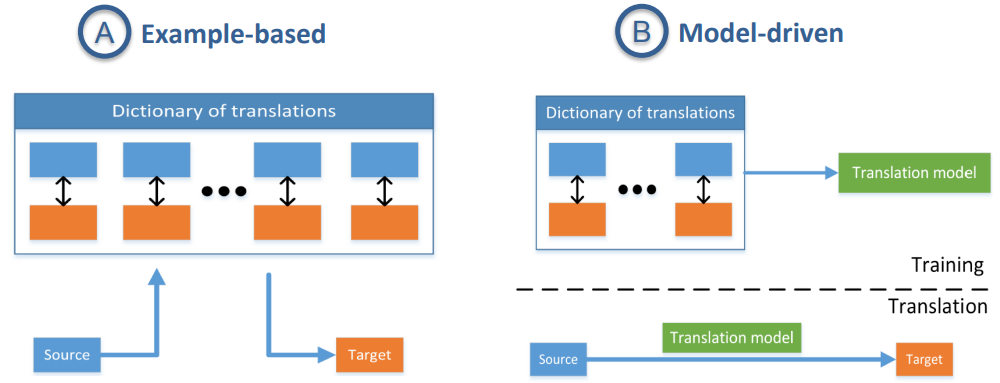 A Example-based
B Model-driven
Dictionary of translations
Dictionary of translations
Translation model
Training
Translation
Source
Target
Translation model
Source
Target